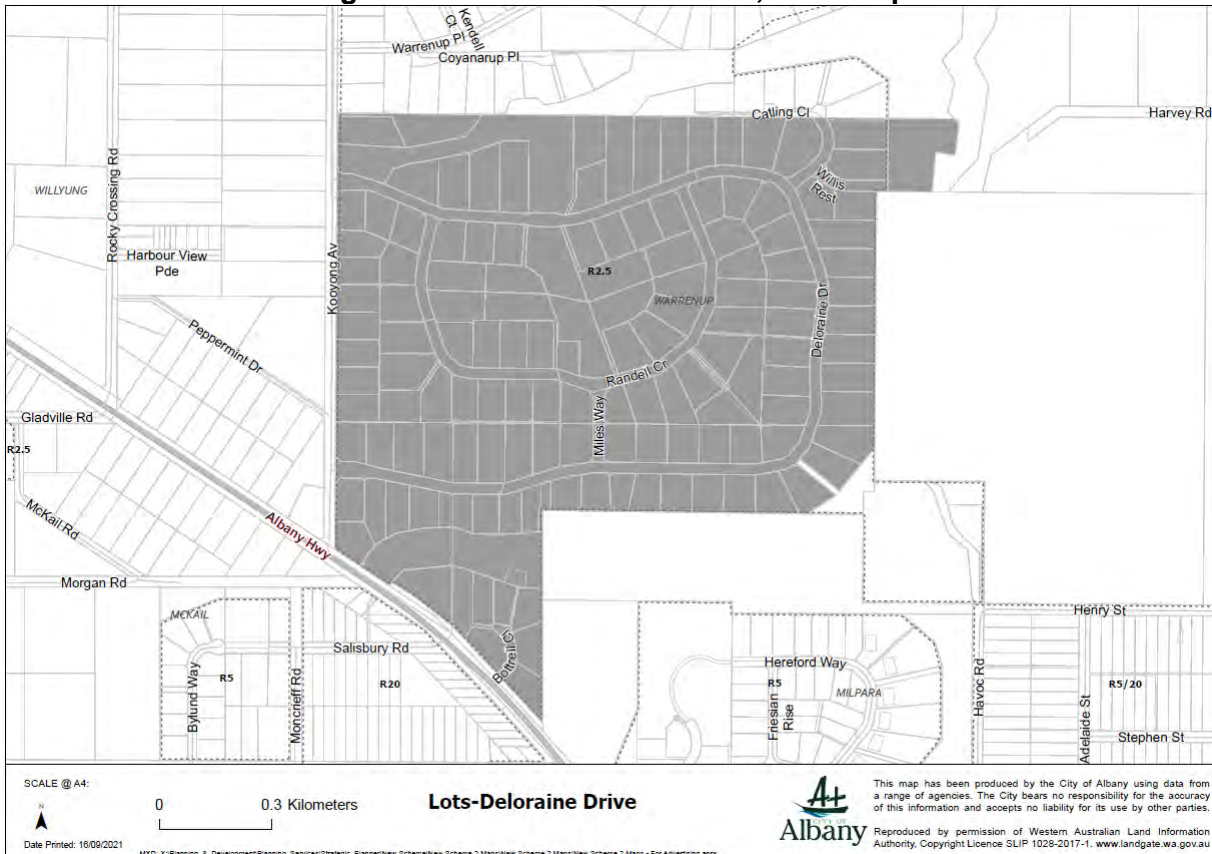 Kendell
Ct
Warrenup Pl
Coyanarup Pl
Catling Cl
Harvey Rd
Rocky Crossing Rd
WILLYUNG
Willis
Rest
Harbour View
Pde
Kooyong Av
R2.5
WARRENUP
Deloraine Dr
Peppermint Dr
Randell Cr
Miles Way
Gladville Rd
R2.5
McKail Rd
Albany Hwy
Morgan Rd
MCKAIL
Henry St
Salisbury Rd
Bottrell Cl
Hereford Way
R5
R20
R5
MILPARA
R5/20
Bylund Way
Moncrieff Rd
Friesian
Rise
Havoc Rd
Adelaide St
Stephen St
SCALE @ A4:
N
0
0.3 Kilometers
Lots-Deloraine Drive
Date Printed: 16/09/2021
A+
CITY OF
Albany
This map has been produced by the City of Albany using data from
a range of agencies. The City bears no responsibility for the accuracy
of this information and accepts no liability for its use by other parties.
Reproduced by permission of Western Australian Land Information
Authority, Copyright Licence SLIP 1028-2017-1. www.landgate.wa.gov.au